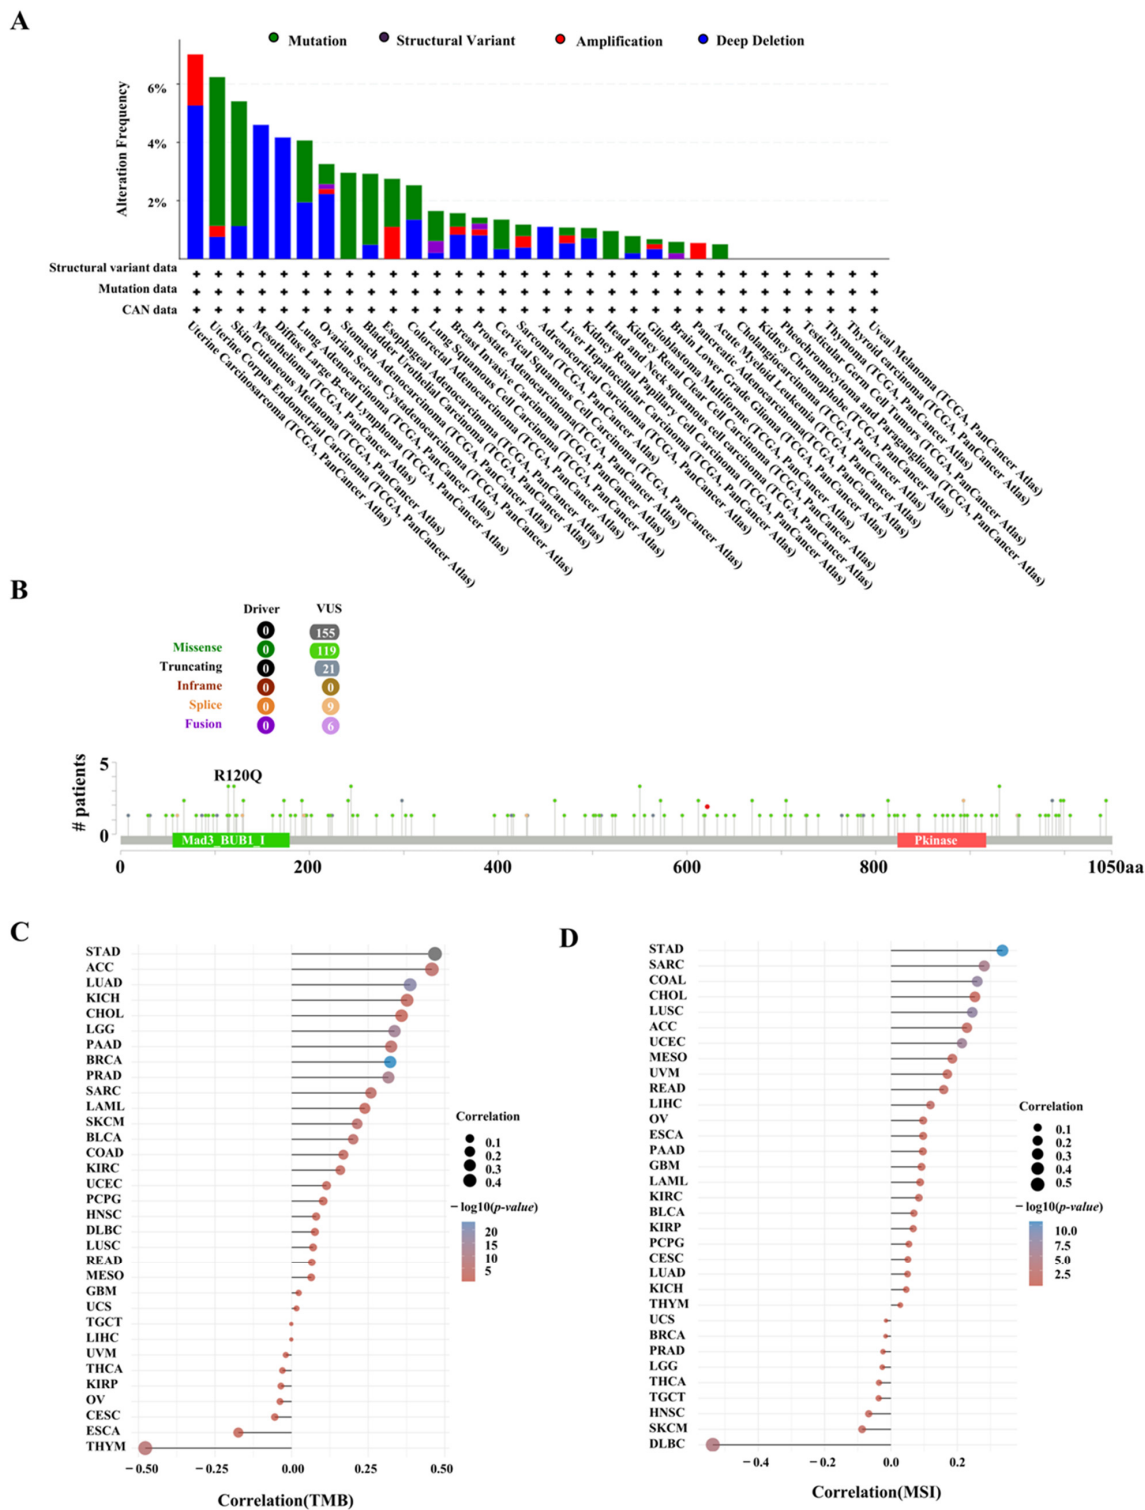 A
Mutation
Structural Variant
Amplification
Deep Deletion
Alteration Frequency
6%
4%
2%
Structural variant data
Mutation data
CAN data
Uterine Carcinosarcoma (TCGA, PanCancer Atlas)
Uterine Corpus Endometrial Carcinoma (TCGA, PanCancer Atlas)
Skin Cutaneous Melanoma (TCGA, PanCancer Atlas)
Mesothelioma (TCGA, PanCancer Atlas)
Diffuse Large B-cell Lymphoma (TCGA, PanCancer Atlas)
Lung Adenocarcinoma (TCGA, PanCancer Atlas)
Ovarian Serous Cystadenocarcinoma (TCGA, PanCancer Atlas)
Stomach Adenocarcinoma (TCGA, PanCancer Atlas)
Bladder Urothelial Carcinoma (TCGA, PanCancer Atlas)
Esophageal Adenocarcinoma (TCGA, PanCancer Atlas)
Colorectal Adenocarcinoma (TCGA, PanCancer Atlas)
Lung Squamous Cell Carcinoma (TCGA, PanCancer Atlas)
Breast Invasive Carcinoma (TCGA, PanCancer Atlas)
Prostate Adenocarcinoma (TCGA, PanCancer Atlas)
Cervical Squamous Cell Carcinoma (TCGA, PanCancer Atlas)
Sarcoma (TCGA, PanCancer Atlas)
Adrenocortical Carcinoma (TCGA, PanCancer Atlas)
Liver Hepatocellular Carcinoma (TCGA, PanCancer Atlas)
Kidney Renal Papillary Cell Carcinoma (TCGA, PanCancer Atlas)
Head and Neck squamous cell carcinoma (TCGA, PanCancer Atlas)
Kidney Renal Clear Cell Carcinoma (TCGA, PanCancer Atlas)
Glioblastoma Multiforme (TCGA, PanCancer Atlas)
Brain Lower Grade Glioma (TCGA, PanCancer Atlas)
Pancreatic Adenocarcinoma(TCGA, PanCancer Atlas)
Acute Myeloid Leukemia (TCGA, PanCancer Atlas)
Cholangiocarcinoma (TCGA, PanCancer Atlas)
Kidney Chromophobe (TCGA, PanCancer Atlas)
Pheochromocytoma and Paraganglioma (TCGA, PanCancer Atlas)
Testicular Germ Cell Tumors (TCGA, PanCancer Atlas)
Thymoma (TCGA, PanCancer Atlas)
Thyroid carcinoma (TCGA, PanCancer Atlas)
Uveal Melanoma (TCGA, PanCancer Atlas)
B
Driver VUS
0 155
Missense 0 119
Truncating 0 21
Inframe 0 0
Splice 0 9
Fusion 0 6
# patients
5
0
R120Q
Mad3_BUB1_I
Pkinase
0 200 400 600 800 1050aa
C
STAD
ACC
LUAD
KICH
CHOL
LGG
PAAD
BRCA
PRAD
SARC
LAML
SKCM
BLCA
COAD
KIRC
UCEC
PCPG
HNSC
DLBC
LUSC
READ
MESO
GBM
UCS
TGCT
LIHC
UVM
THCA
KIRP
OV
CESC
ESCA
THYM
−0.50 −0.25 0.00 0.25 0.50
Correlation(TMB)
Correlation
0.1
0.2
0.3
0.4
−log10(p-value)
20
15
10
5
D
STAD
SARC
COAL
CHOL
LUSC
ACC
UCEC
MESO
UVM
READ
LIHC
OV
ESCA
PAAD
GBM
LAML
KIRC
BLCA
KIRP
PCPG
CESC
LUAD
KICH
THYM
UCS
BRCA
PRAD
LGG
THCA
TGCT
HNSC
SKCM
DLBC
−0.4 −0.2 0.0 0.2
Correlation(MSI)
Correlation
0.1
0.2
0.3
0.4
0.5
−log10(p-value)
10.0
7.5
5.0
2.5